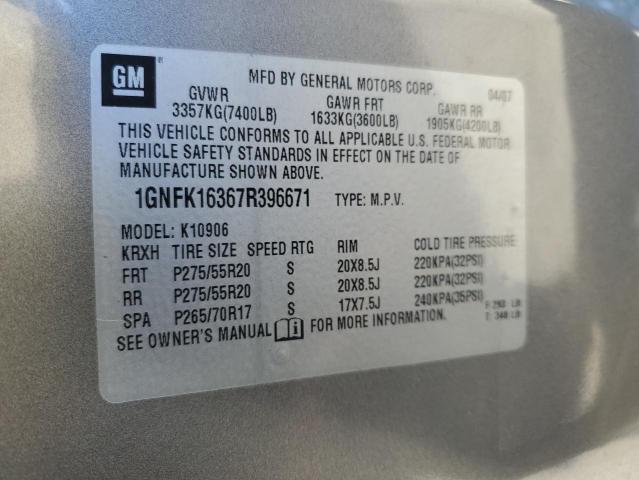 GM
MFD BY GENERAL MOTORS CORP. 04/07
GVWR GAWR FRT GAWR RR
3357KG(7400LB) 1633KG(3600LB) 1905KG(4200LB)
THIS VEHICLE CONFORMS TO ALL APPLICABLE U.S. FEDERAL MOTOR
VEHICLE SAFETY STANDARDS IN EFFECT ON THE DATE OF
MANUFACTURE SHOWN ABOVE.
1GNFK16367R396671 TYPE: M.P.V.
MODEL: K10906
KRXH TIRE SIZE SPEED RTG RIM COLD TIRE PRESSURE
FRT P275/55R20 S 20X8.5J 220KPA(32PSI)
RR P275/55R20 S 20X8.5J 220KPA(32PSI)
SPA P265/70R17 S 17X7.5J 240KPA(35PSI)
SEE OWNER'S MANUAL FOR MORE INFORMATION.
LB
T: 340 LB